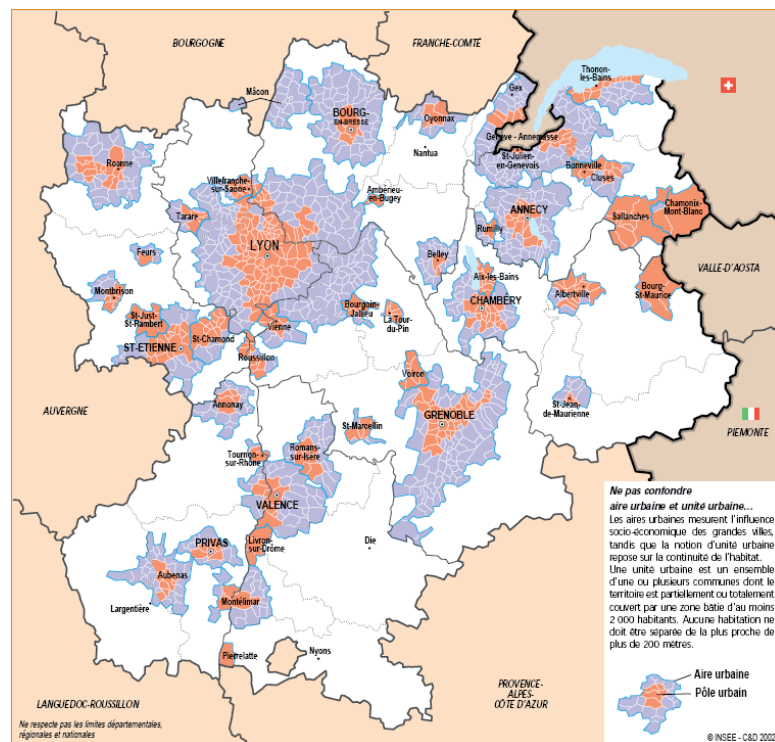 BOURGOGNE
FRANCHE-COMTÉ
Thonon-
les-Bains
Mâcon
Gex
BOURG-
EN-BRESSE
Oyonnax
Genève - Annemasse
Nantua
St-Julien-
en-Genevois
Roanne
Bonneville
Cluses
Villefranche-
sur-Saône
Ambérieu-
en-Bugey
ANNECY
Chamonix-
Mont-Blanc
Sallanches
Tarare
Rumilly
LYON
Feurs
Belley
VALLE-D'AOSTA
Aix-les-Bains
Bourg-
St-Maurice
Montbrison
Albertville
CHAMBÉRY
St-Just-
St-Rambert
Bourgoin-
Jallieu
La Tour-
du-Pin
Vienne
St-Chamond
ST-ETIENNE
Roussillon
Voiron
Annonay
St-Jean-
de-Maurienne
AUVERGNE
GRENOBLE
St-Marcellin
PIEMONTE
Romans-
sur-Isere
Tournon-
sur-Rhône
VALENCE
PRIVAS
Livron-
sur-Drôme
Die
Aubenas
Largentière
Montélimar
Pierrelatte
Nyons
LANGUEDOC-ROUSSILLON
PROVENCE-
ALPES-
CÔTE D'AZUR
Ne respecte pas les limites départementales,
régionales et nationales
Ne pas confondre
aire urbaine et unité urbaine...
Les aires urbaines mesurent l'influence
socio-économique des grandes villes,
tandis que la notion d'unité urbaine
repose sur la continuité de l'habitat.
Une unité urbaine est un ensemble
d'une ou plusieurs communes dont le
territoire est partiellement ou totalement
couvert par une zone bâtie d'au moins
2 000 habitants. Aucune habitation ne
doit être séparée de la plus proche de
plus de 200 mètres.
Aire urbaine
Pôle urbain
© INSEE - C&D 2002